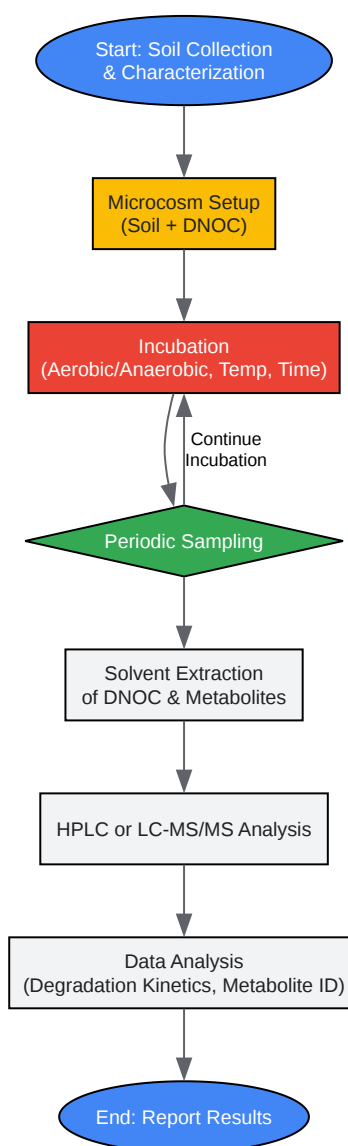 Start: Soil Collection
& Characterization
Microcosm Setup
(Soil + DNOC)
Incubation
(Aerobic/Anaerobic, Temp, Time)
Continue
Incubation
Periodic Sampling
Solvent Extraction
of DNOC & Metabolites
HPLC or LC-MS/MS Analysis
Data Analysis
(Degradation Kinetics, Metabolite ID)
End: Report Results